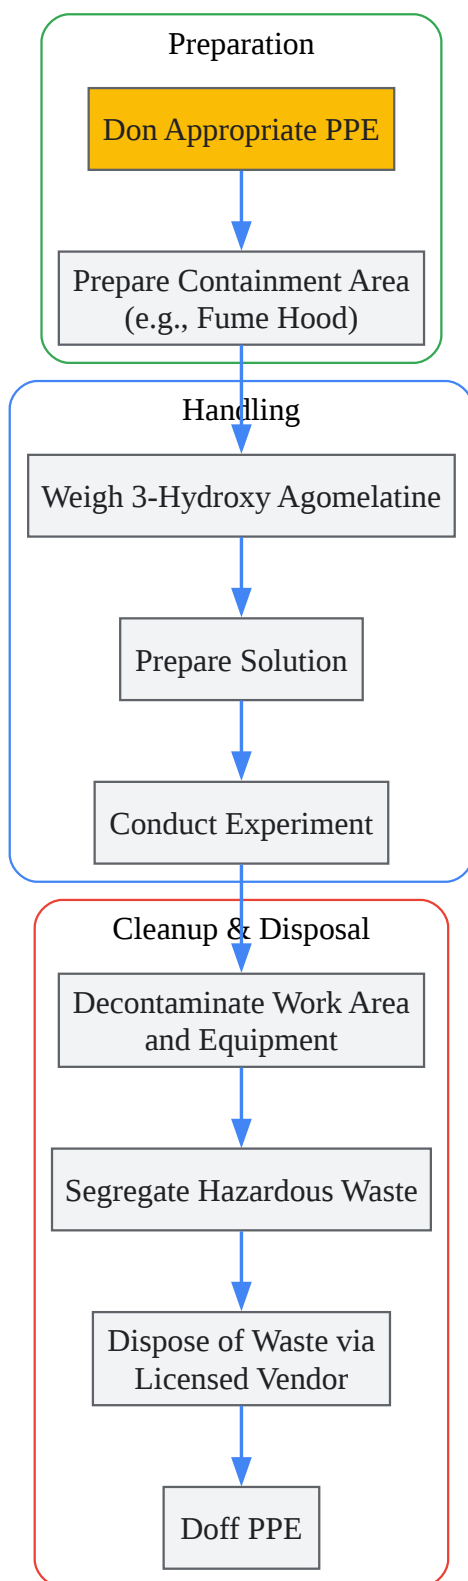 Preparation
Don Appropriate PPE
Prepare Containment Area
(e.g., Fume Hood)
Handling
Weigh 3-Hydroxy Agomelatine
Prepare Solution
Conduct Experiment
Cleanup & Disposal
Decontaminate Work Area
and Equipment
Segregate Hazardous Waste
Dispose of Waste via
Licensed Vendor
Doff PPE